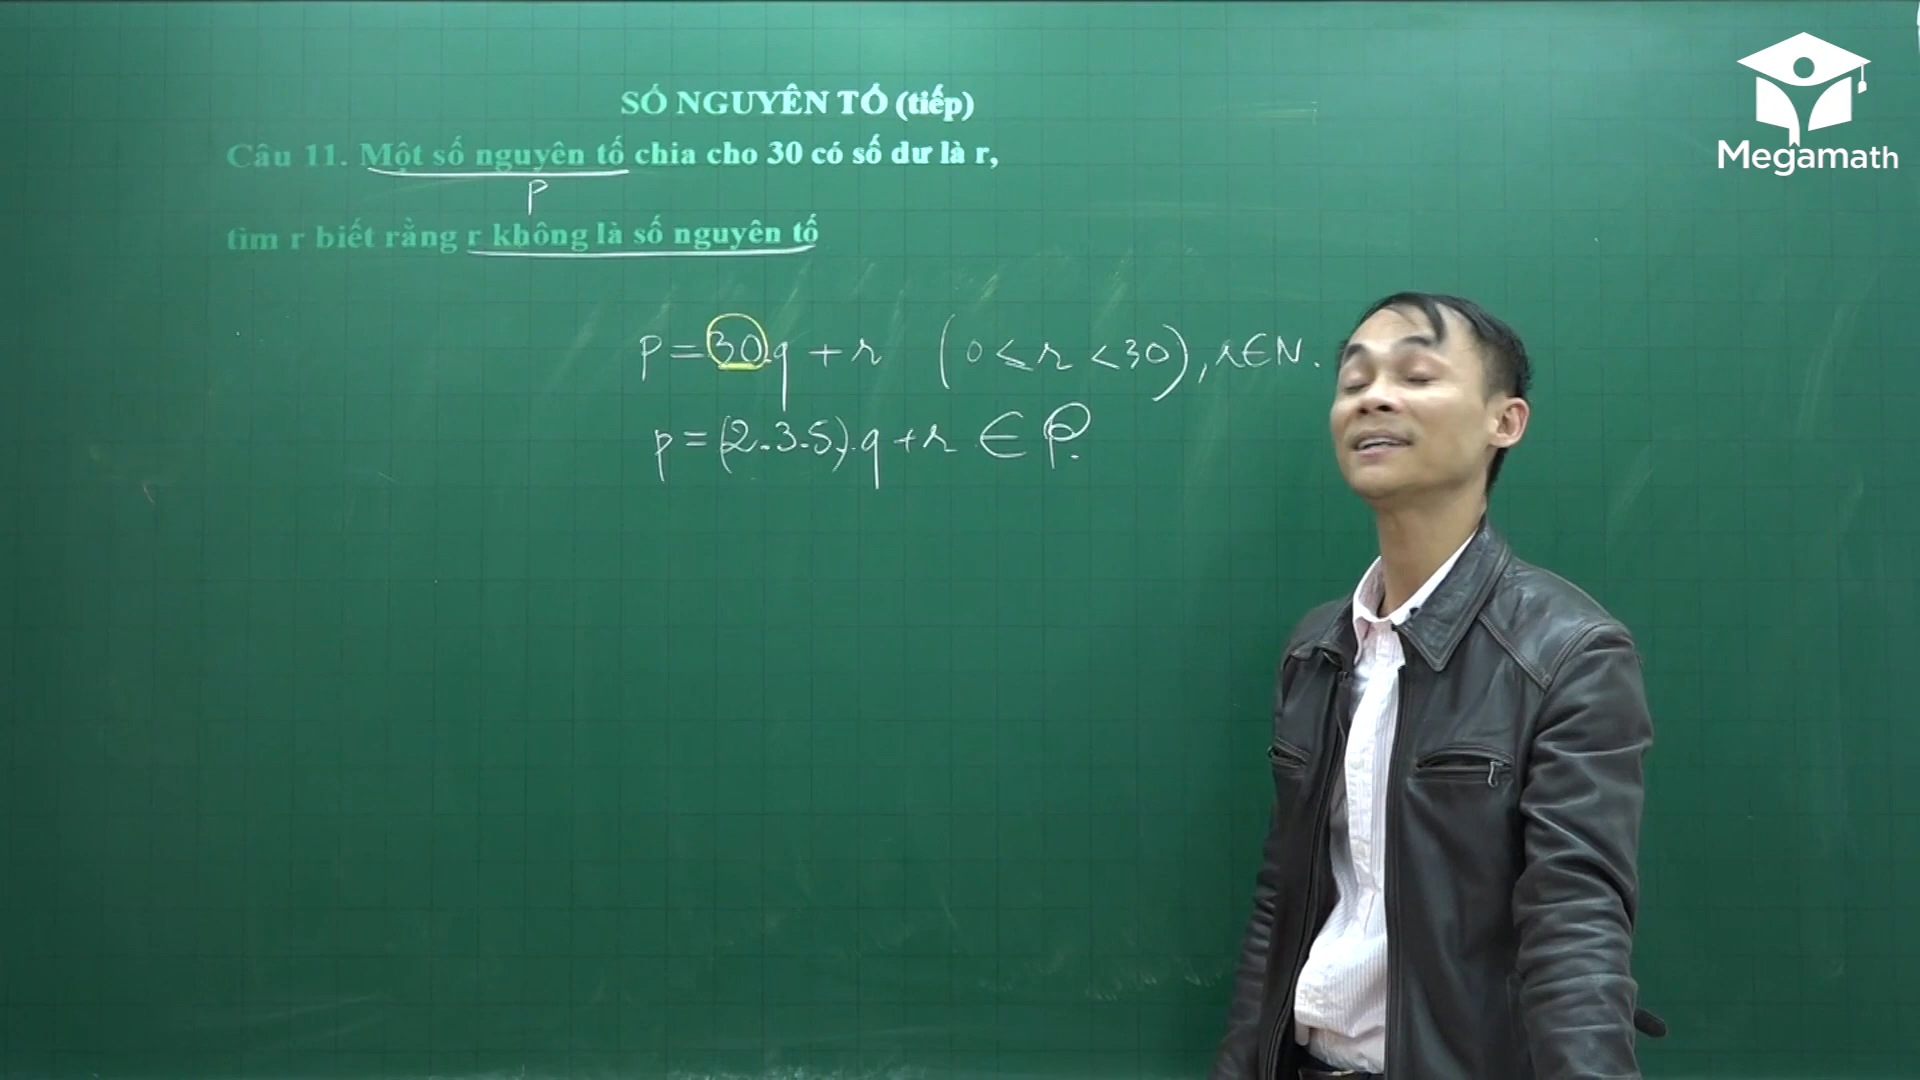 SỐ NGUYÊN TỐ (tiếp)
Câu 11. Một số nguyên tố chia cho 30 có số dư là r,
p
tìm r biết rằng r không là số nguyên tố
p = 30.q + r (0 ≤ r < 30), r ∈ N.
p = (2.3.5).q + r ∈ P.
Megamath